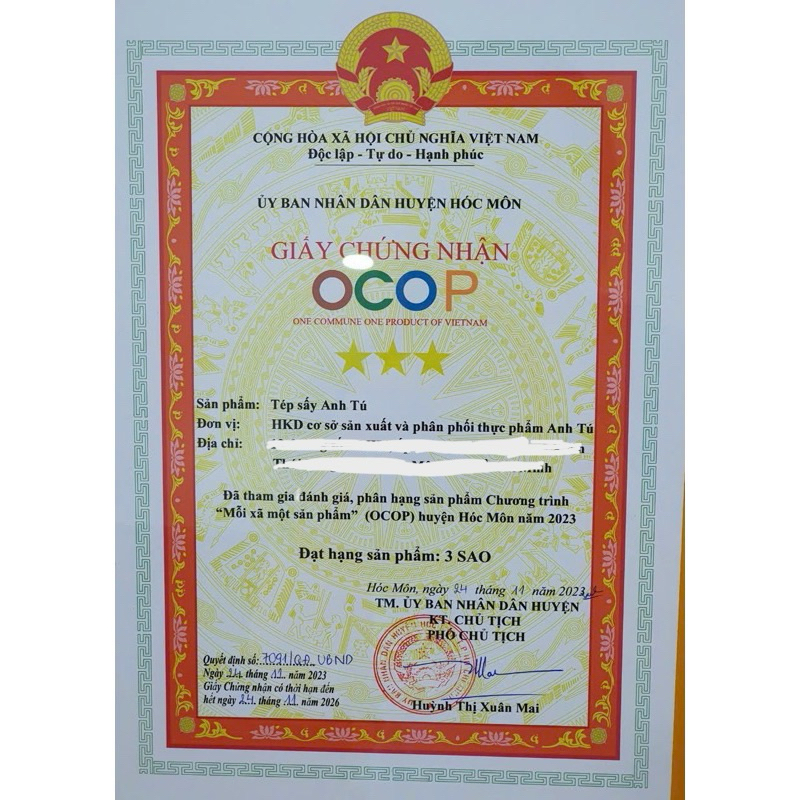 CỘNG HÒA XÃ HỘI CHỦ NGHĨA VIỆT NAM
Độc lập - Tự do - Hạnh phúc
ỦY BAN NHÂN DÂN HUYỆN HÓC MÔN
GIẤY CHỨNG NHẬN
OCOP
ONE COMMUNE ONE PRODUCT OF VIETNAM
Sản phẩm: Tép sấy Anh Tú
Đơn vị: HKD cơ sở sản xuất và phân phối thực phẩm Anh Tú
Địa chỉ:
Đã tham gia đánh giá, phân hạng sản phẩm Chương trình
“Mỗi xã một sản phẩm” (OCOP) huyện Hóc Môn năm 2023
Đạt hạng sản phẩm: 3 SAO
Hóc Môn, ngày 24 tháng 11 năm 2023
TM. ỦY BAN NHÂN DÂN HUYỆN
KT. CHỦ TỊCH
PHÓ CHỦ TỊCH
Quyết định số: 7091/QĐ_UBND
Ngày 24 tháng 11 năm 2023
Giấy Chứng nhận có thời hạn đến
hết ngày 24 tháng 11 năm 2026
Huỳnh Thị Xuân Mai